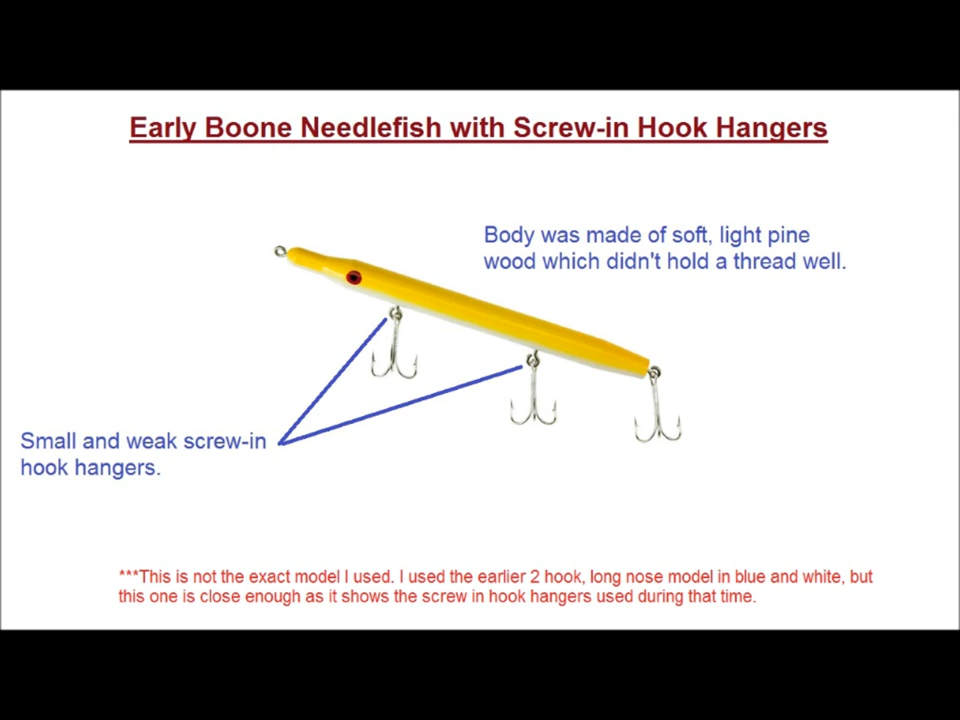 Early Boone Needlefish with Screw-in Hook Hangers
Body was made of soft, light pine
wood which didn't hold a thread well.
Small and weak screw-in
hook hangers.
***This is not the exact model I used. I used the earlier 2 hook, long nose model in blue and white, but
this one is close enough as it shows the screw in hook hangers used during that time.